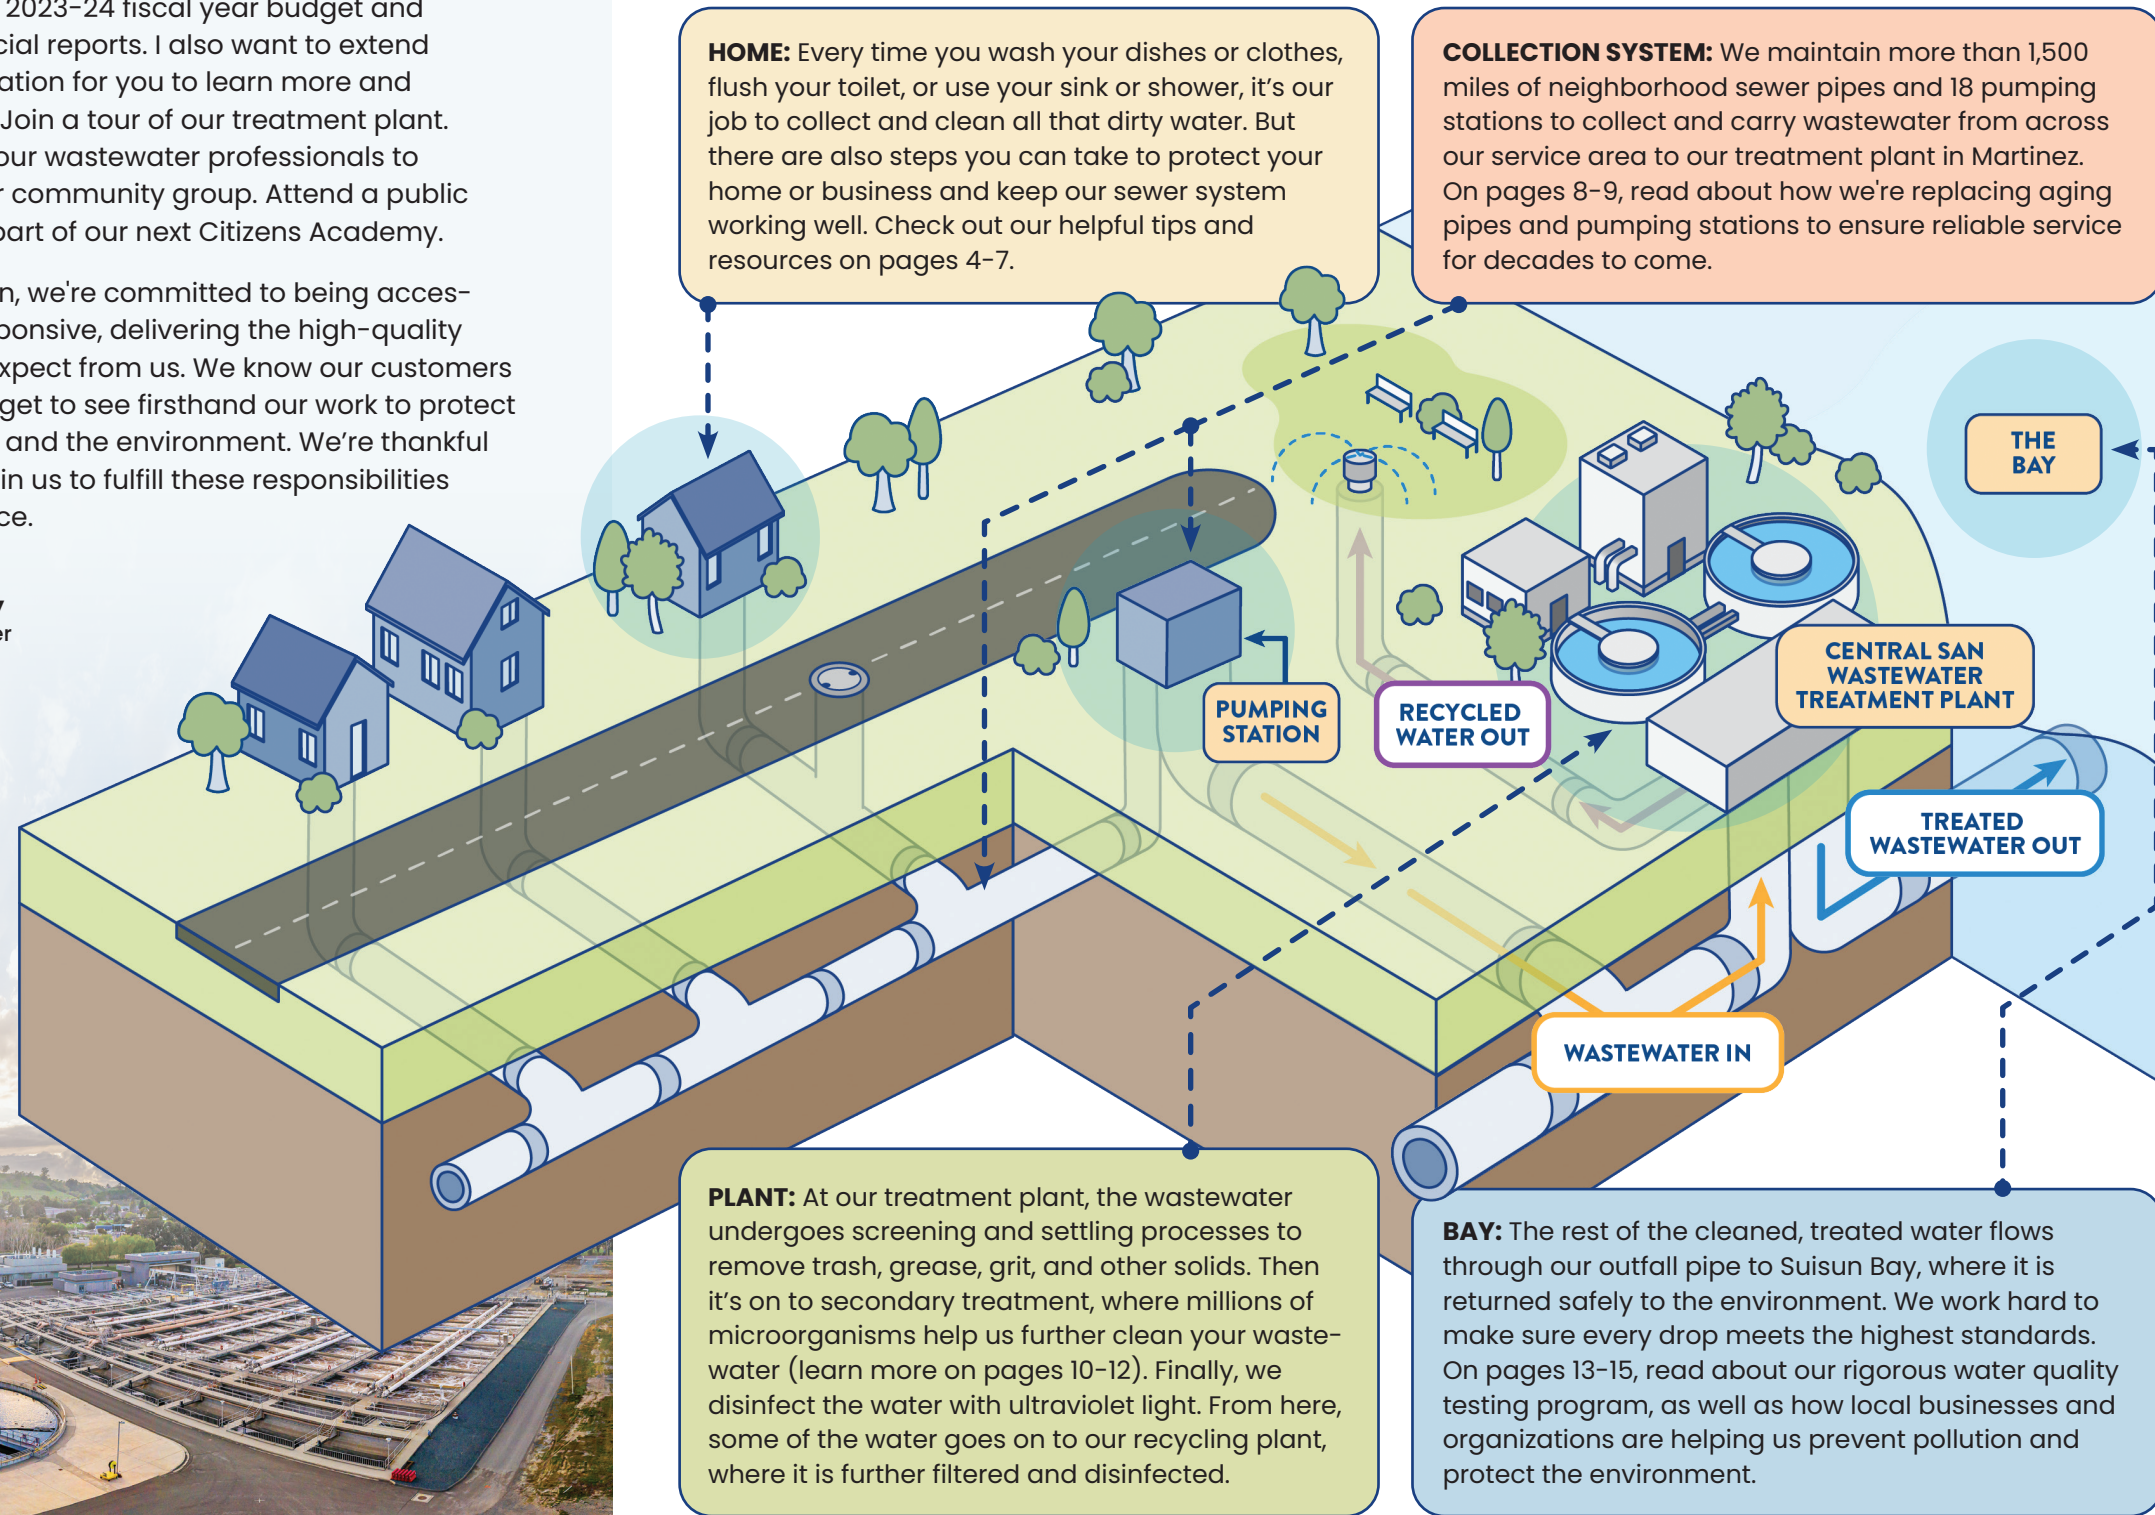 2023-24 fiscal year budget and
cial reports. I also want to extend
ation for you to learn more and
Join a tour of our treatment plant.
our wastewater professionals to
r community group. Attend a public
part of our next Citizens Academy.
n, we're committed to being acces-
ponsive, delivering the high-quality
xpect from us. We know our customers
get to see firsthand our work to protect
and the environment. We're thankful
in us to fulfill these responsibilities
ce.
y
er
HOME: Every time you wash your dishes or clothes,
flush your toilet, or use your sink or shower, it's our
job to collect and clean all that dirty water. But
there are also steps you can take to protect your
home or business and keep our sewer system
working well. Check out our helpful tips and
resources on pages 4-7.
COLLECTION SYSTEM: We maintain more than 1,500
miles of neighborhood sewer pipes and 18 pumping
stations to collect and carry wastewater from across
our service area to our treatment plant in Martinez.
On pages 8-9, read about how we're replacing aging
pipes and pumping stations to ensure reliable service
for decades to come.
THE
BAY
CENTRAL SAN
WASTEWATER
TREATMENT PLANT
PUMPING
STATION
RECYCLED
WATER OUT
TREATED
WASTEWATER OUT
WASTEWATER IN
PLANT: At our treatment plant, the wastewater
undergoes screening and settling processes to
remove trash, grease, grit, and other solids. Then
it's on to secondary treatment, where millions of
microorganisms help us further clean your waste-
water (learn more on pages 10-12). Finally, we
disinfect the water with ultraviolet light. From here,
some of the water goes on to our recycling plant,
where it is further filtered and disinfected.
BAY: The rest of the cleaned, treated water flows
through our outfall pipe to Suisun Bay, where it is
returned safely to the environment. We work hard to
make sure every drop meets the highest standards.
On pages 13-15, read about our rigorous water quality
testing program, as well as how local businesses and
organizations are helping us prevent pollution and
protect the environment.